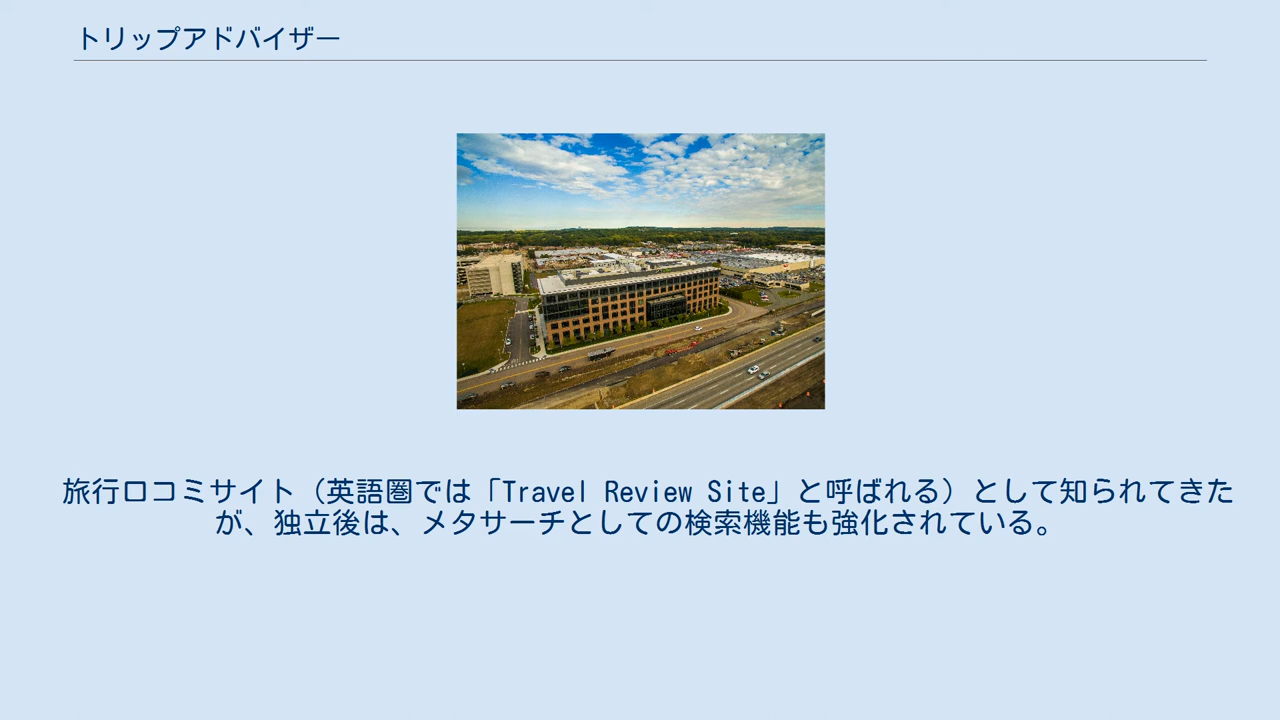 トリップアドバイザー
旅行口コミサイト（英語圏では「Travel Review Site」と呼ばれる）として知られてきた
が、独立後は、メタサーチとしての検索機能も強化されている。